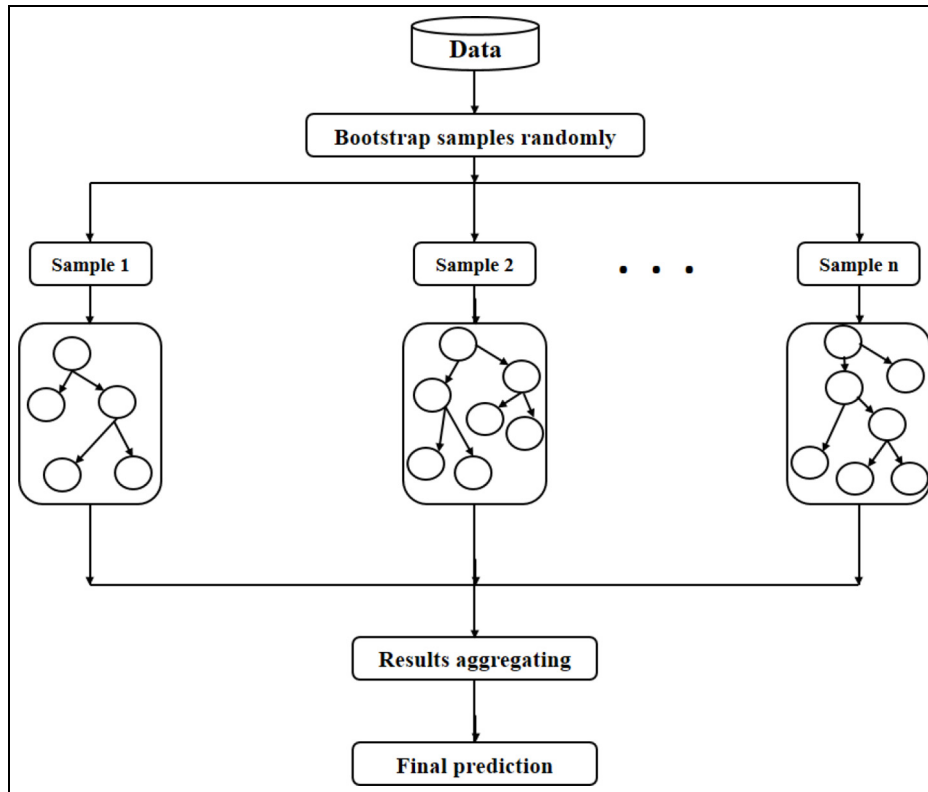 Data
Bootstrap samples randomly
Sample 1
Sample 2
. . .
Sample n
Results aggregating
Final prediction